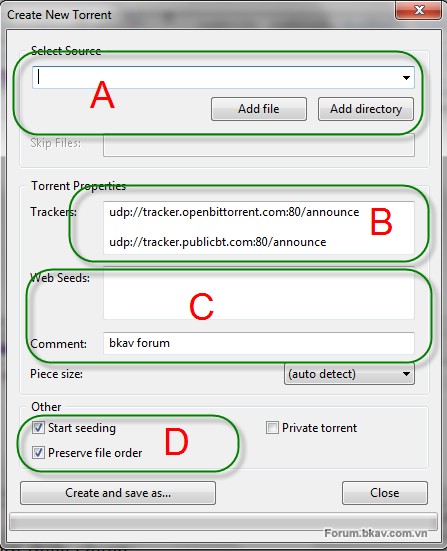 Create New Torrent
Select Source
A
Add file
Add directory
Skip Files:
Torrent Properties
Trackers:
udp://tracker.openbittorrent.com:80/announce
B
udp://tracker.publicbt.com:80/announce
Web Seeds:
C
Comment:
bkav forum
Piece size:
(auto detect)
Other
Start seeding
D
Private torrent
Preserve file order
Create and save as...
Close
Forum.bkav.com.vn